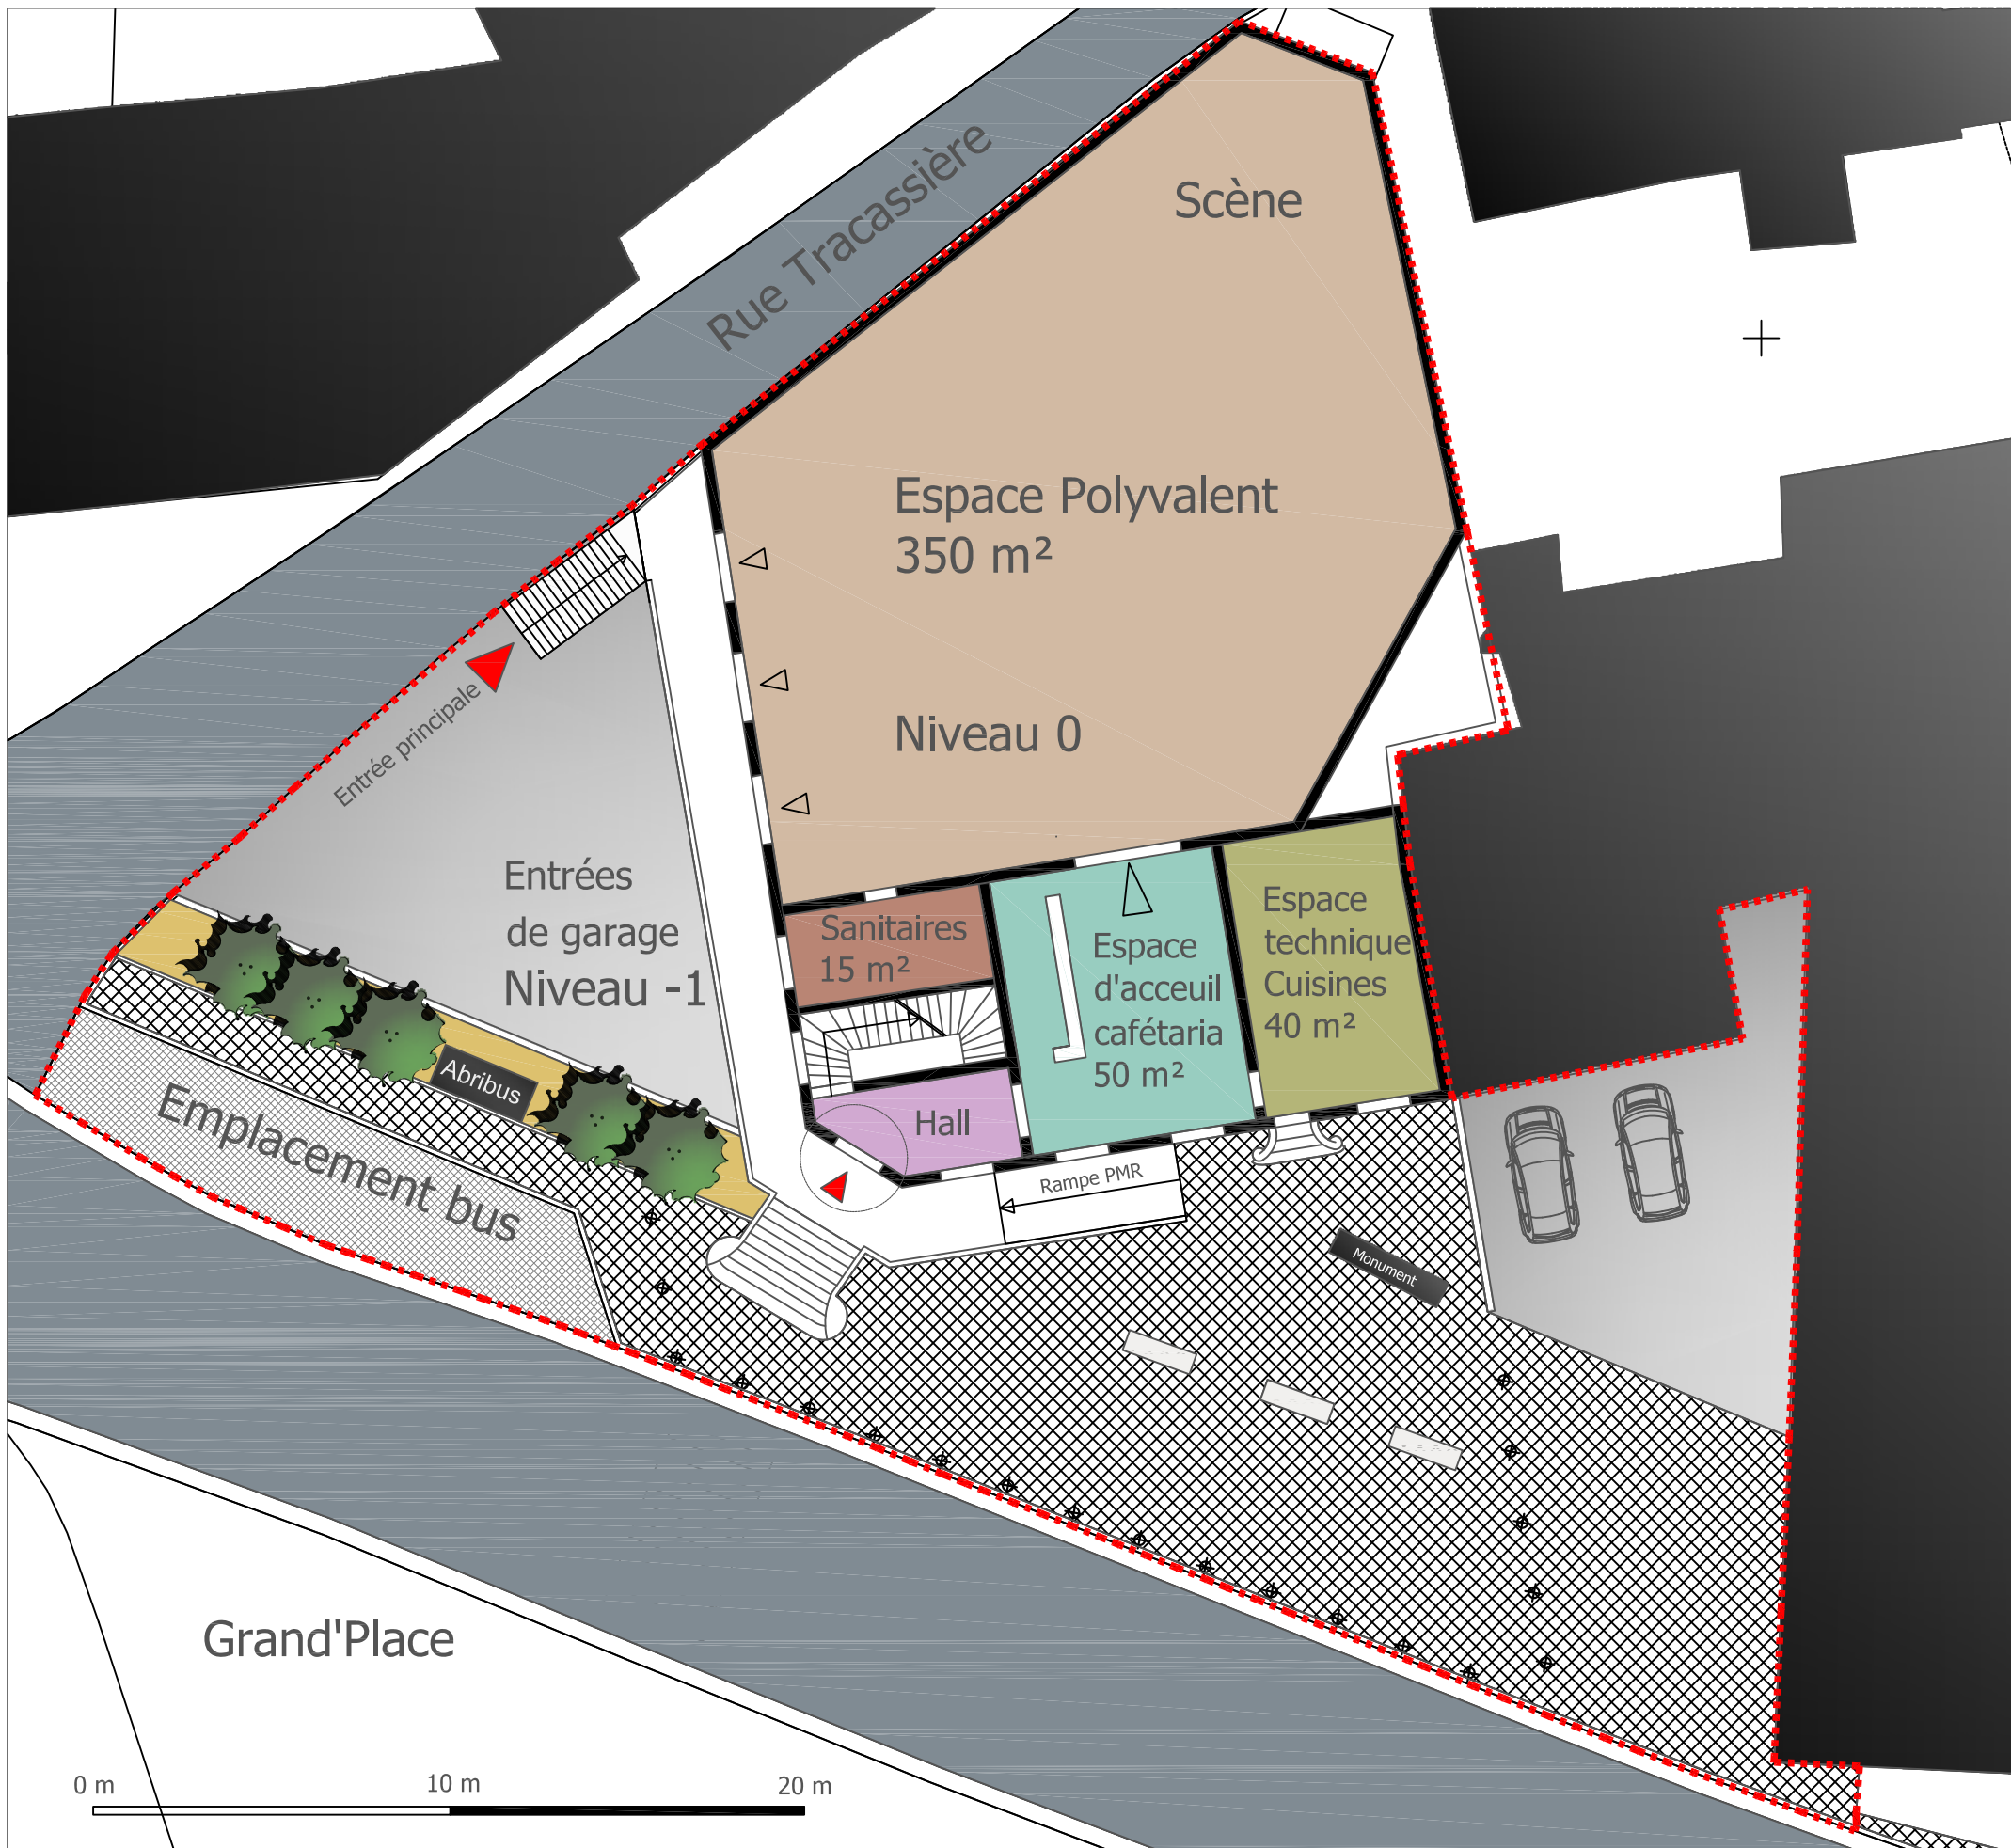 Rue Tracassière
Scène
Espace Polyvalent
350 m²
Niveau 0
Entrée principale
Entrées
de garage
Niveau -1
Sanitaires
15 m²
Espace
d'acceuil
cafétaria
50 m²
Espace
technique
Cuisines
40 m²
Hall
Abribus
Emplacement bus
Rampe PMR
Monument
Grand'Place
0 m
10 m
20 m